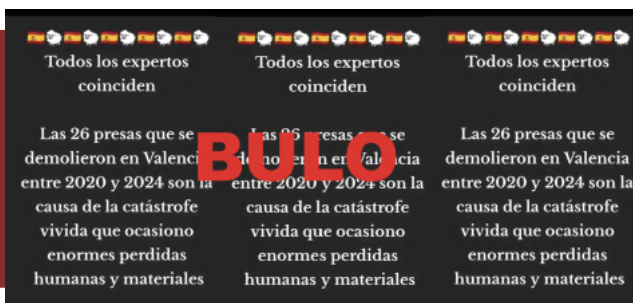 Todos los expertos
coinciden
Las 26 presas que se
demolieron en Valencia
entre 2020 y 2024 son la
causa de la catástrofe
vivida que ocasiono
enormes perdidas
humanas y materiales
Todos los expertos
coinciden
Las 26 presas que se
demolieron en Valencia
entre 2020 y 2024 son la
causa de la catástrofe
vivida que ocasiono
enormes perdidas
humanas y materiales
Todos los expertos
coinciden
Las 26 presas que se
demolieron en Valencia
entre 2020 y 2024 son la
causa de la catástrofe
vivida que ocasiono
enormes perdidas
humanas y materiales
BULO